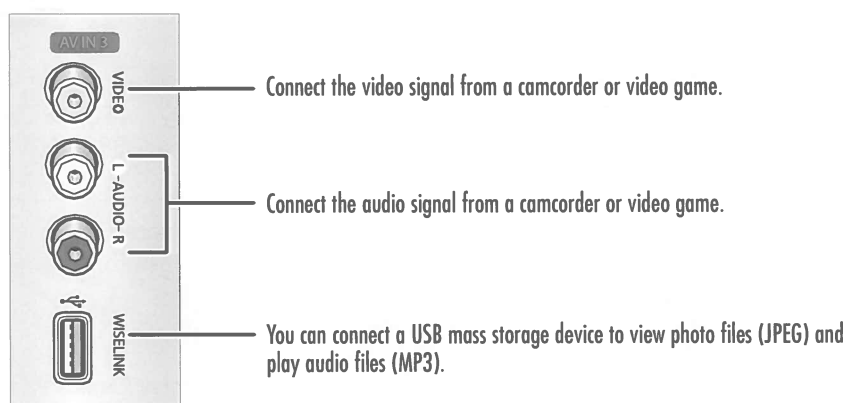 AV IN 3
VIDEO
Connect the video signal from a camcorder or video game.
L -AUDIO- R
Connect the audio signal from a camcorder or video game.
WISELINK
You can connect a USB mass storage device to view photo files (JPEG) and
play audio files (MP3).